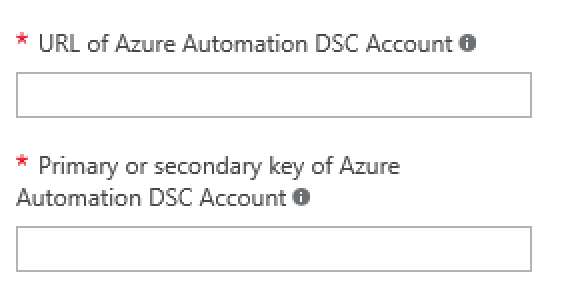 * URL of Azure Automation DSC Account
* Primary or secondary key of Azure
Automation DSC Account